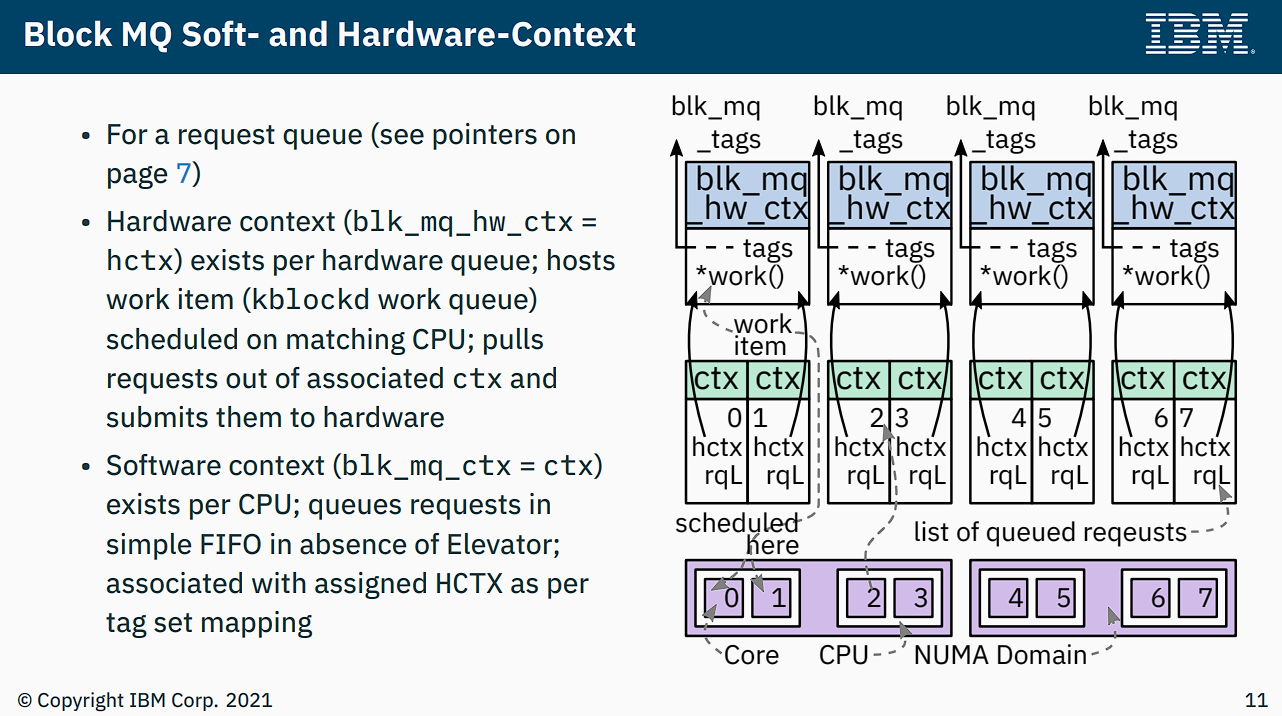 Block MQ Soft- and Hardware-Context
IBM
• For a request queue (see pointers on
page 7)
• Hardware context (blk_mq_hw_ctx =
hctx) exists per hardware queue; hosts
work item (kblockd work queue)
scheduled on matching CPU; pulls
requests out of associated ctx and
submits them to hardware
• Software context (blk_mq_ctx = ctx)
exists per CPU; queues requests in
simple FIFO in absence of Elevator;
associated with assigned HCTX as per
tag set mapping
blk_mq blk_mq blk_mq blk_mq
_tags _tags _tags _tags
blk_mq blk_mq blk_mq blk_mq
_hw_ctx _hw_ctx _hw_ctx _hw_ctx
tags tags tags tags
*work() *work() *work() *work()
work
item
ctx ctx ctx ctx ctx ctx ctx ctx
0 1 2 3 4 5 6 7
hctx hctx hctx hctx hctx hctx hctx hctx
rqL rqL rqL rqL rqL rqL rqL rqL
scheduled
here
list of queued reqeusts
0 1 2 3 4 5 6 7
Core CPU NUMA Domain
© Copyright IBM Corp. 2021
11